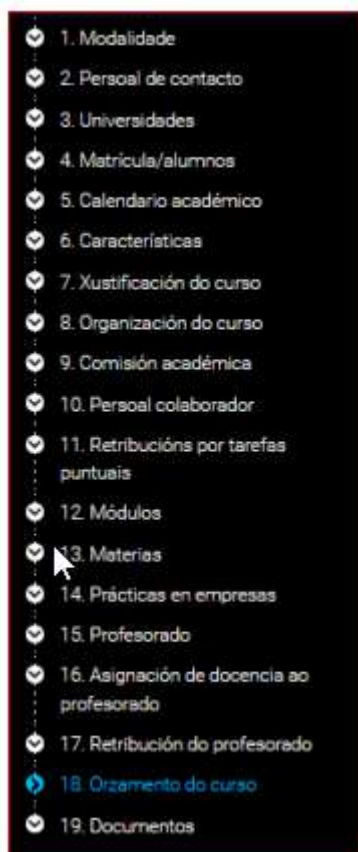 1. Modalidade
2. Persoal de contacto
3. Universidades
4. Matrícula/alumnos
5. Calendario académico
6. Características
7. Xustificación do curso
8. Organización do curso
9. Comisión académica
10. Persoal colaborador
11. Retribucións por tarefas
puntuais
12. Módulos
13. Materias
14. Prácticas en empresas
15. Profesorado
16. Asignación de docencia ao
profesorado
17. Retribución do profesorado
18. Orzamento do curso
19. Documentos